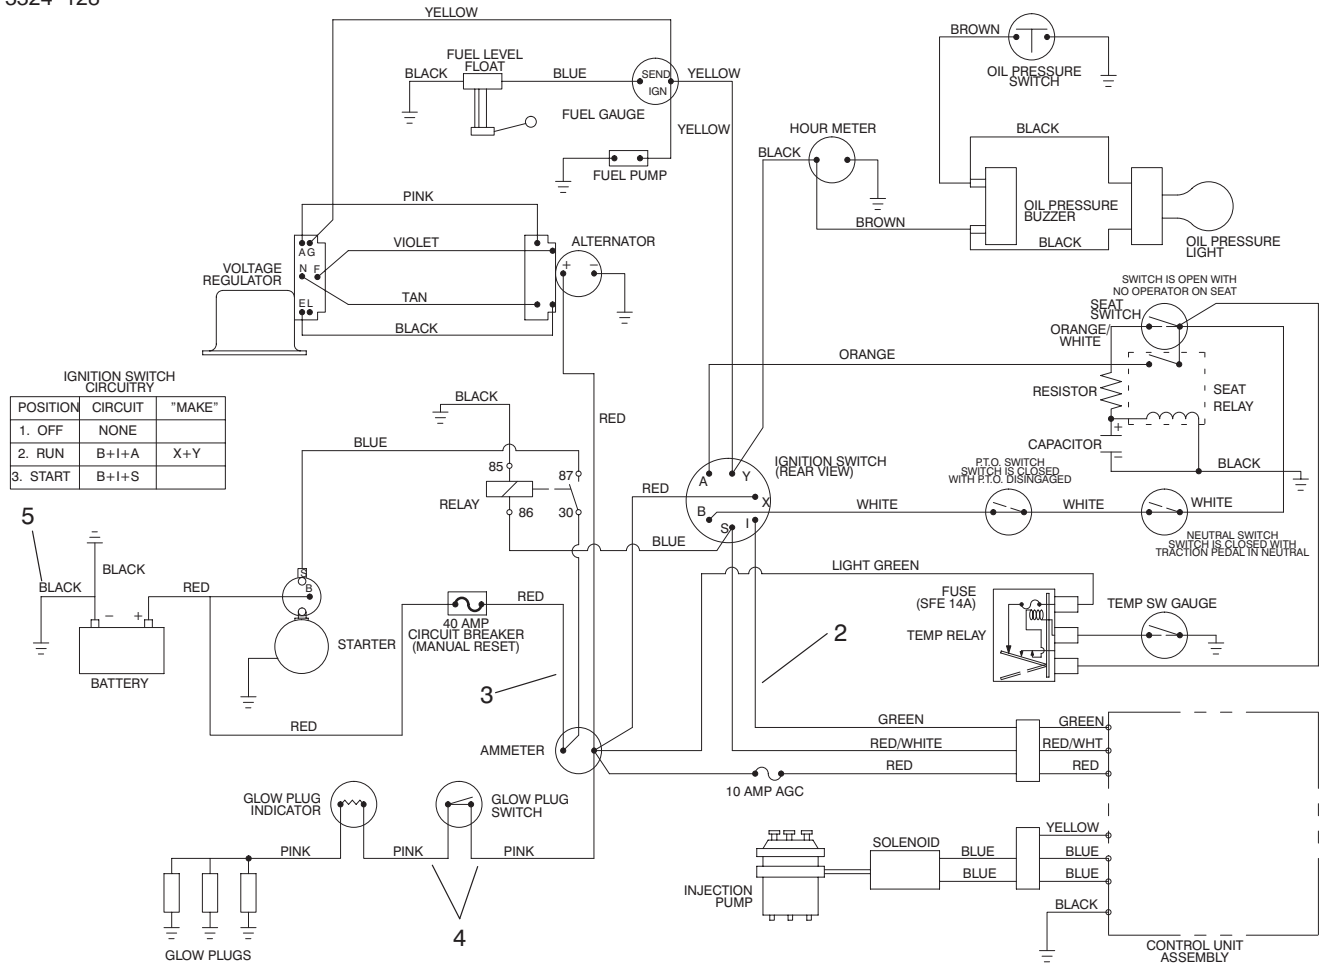 YELLOW
FUEL LEVEL
FLOAT
BLACK
BLUE
SEND
IGN
YELLOW
FUEL GAUGE
YELLOW
FUEL PUMP
BROWN
OIL PRESSURE
SWITCH
HOUR METER
BLACK
BLACK
BROWN
OIL PRESSURE
BUZZER
BLACK
OIL PRESSURE
LIGHT
PINK
A G
VIOLET
ALTERNATOR
N F
+ −
VOLTAGE
REGULATOR
TAN
E L
BLACK
SWITCH IS OPEN WITH
NO OPERATOR ON SEAT
SEAT
SWITCH
ORANGE/
WHITE
ORANGE
RESISTOR
SEAT
RELAY
+
CAPACITOR
−
BLACK
IGNITION SWITCH
CIRCUITRY
POSITION CIRCUIT "MAKE"
1. OFF NONE
2. RUN B+I+A X+Y
3. START B+I+S
BLACK
RED
BLUE
85
87
RELAY
86
30
RED
BLUE
A Y
X
B I
S
IGNITION SWITCH
(REAR VIEW)
P.T.O. SWITCH
SWITCH IS CLOSED
WITH P.T.O. DISINGAGED
WHITE
WHITE
WHITE
NEUTRAL SWITCH
SWITCH IS CLOSED WITH
TRACTION PEDAL IN NEUTRAL
5
BLACK
BLACK
RED
− +
BATTERY
S
B
STARTER
RED
40 AMP
CIRCUIT BREAKER
(MANUAL RESET)
RED
3
2
LIGHT GREEN
FUSE
(SFE 14A)
TEMP RELAY
TEMP SW GAUGE
AMMETER
GREEN
GREEN
RED/WHITE
RED/WHT
RED
RED
10 AMP AGC
GLOW PLUG
INDICATOR
GLOW PLUG
SWITCH
PINK
PINK
PINK
4
GLOW PLUGS
INJECTION
PUMP
SOLENOID
BLUE
BLUE
YELLOW
BLUE
BLUE
BLACK
CONTROL UNIT
ASSEMBLY